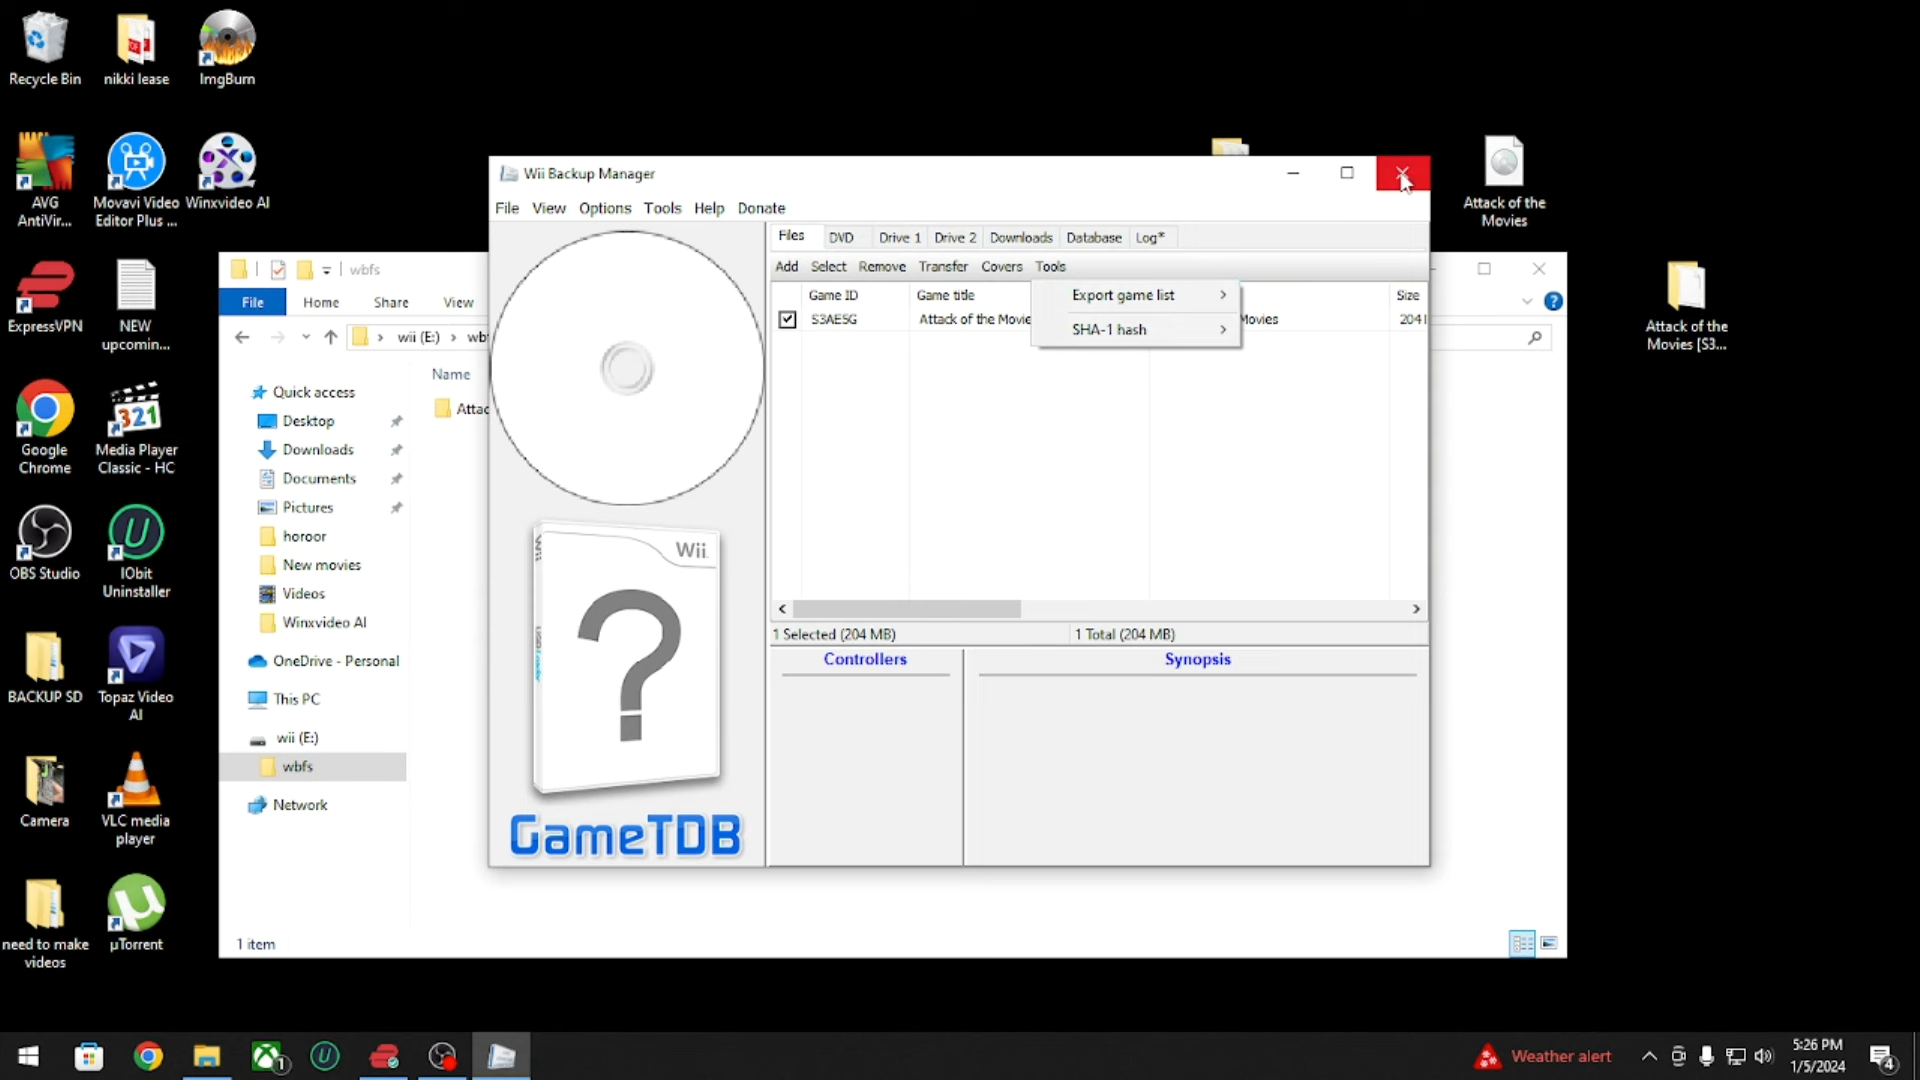 Recycle Bin
nikki lease
ImgBurn
AVG
AntiVir...
Movavi Video
Editor Plus ...
Winxvideo AI
ExpressVPN
NEW
upcomin...
Google
Chrome
Media Player
Classic - HC
OBS Studio
IObit
Uninstaller
BACKUP SD
Topaz Video
AI
Camera
VLC media
player
need to make
videos
µTorrent
Attack of the
Movies
Attack of the
Movies [S3...
wbfs
File
Home
Share
View
wii (E:)
wbf
Name
Attac
Quick access
Desktop
Downloads
Documents
Pictures
horoor
New movies
Videos
Winxvideo AI
OneDrive - Personal
This PC
wii (E:)
wbfs
Network
1 item
Wii Backup Manager
File View Options Tools Help Donate
Files DVD Drive 1 Drive 2 Downloads Database Log*
Add Select Remove Transfer Covers Tools
Game ID Game title Size
S3AE5G Attack of the Movie Movies 204
Export game list
SHA-1 hash
1 Selected (204 MB) 1 Total (204 MB)
Controllers Synopsis
Wii
?
GameTDB
Weather alert
5:26 PM
1/5/2024
1
4